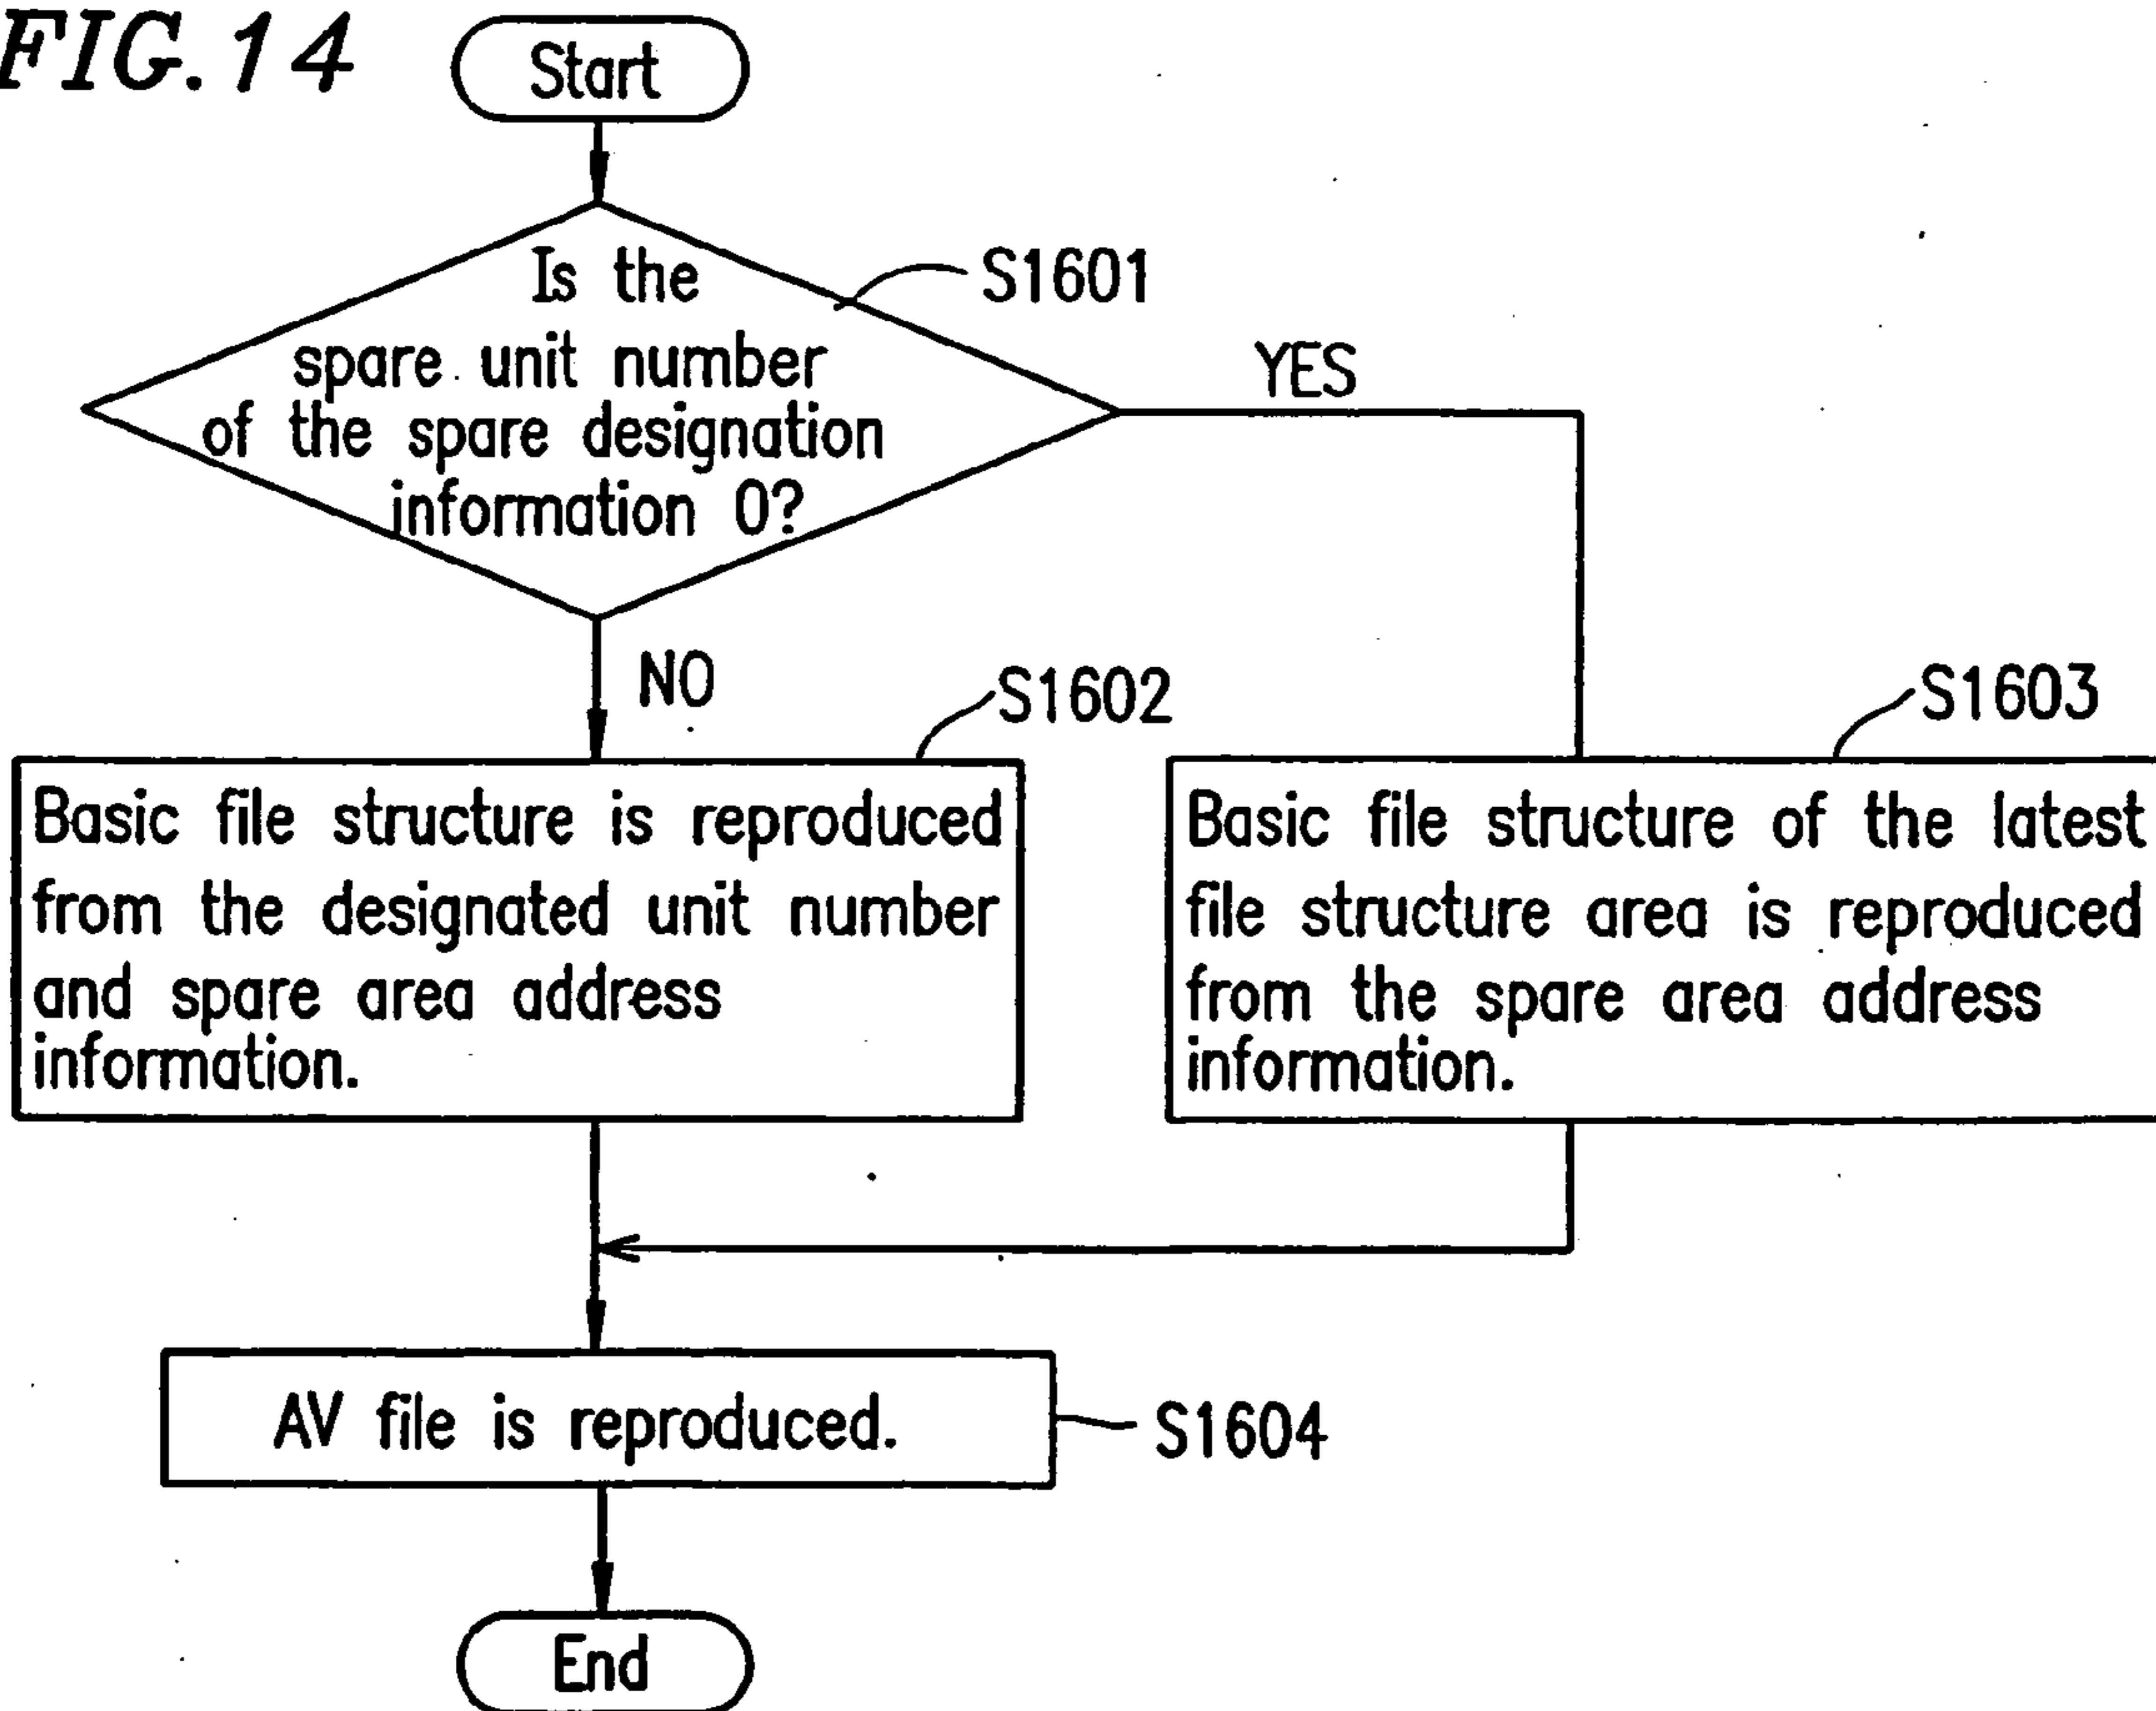 FIG.14
Start
Is the
spare unit number
of the spare designation
information 0?
S1601
YES
NO
S1602
S1603
Basic file structure is reproduced
from the designated unit number
and spare area address
information.
Basic file structure of the latest
file structure area is reproduced
from the spare area address
information.
AV file is reproduced.
S1604
End